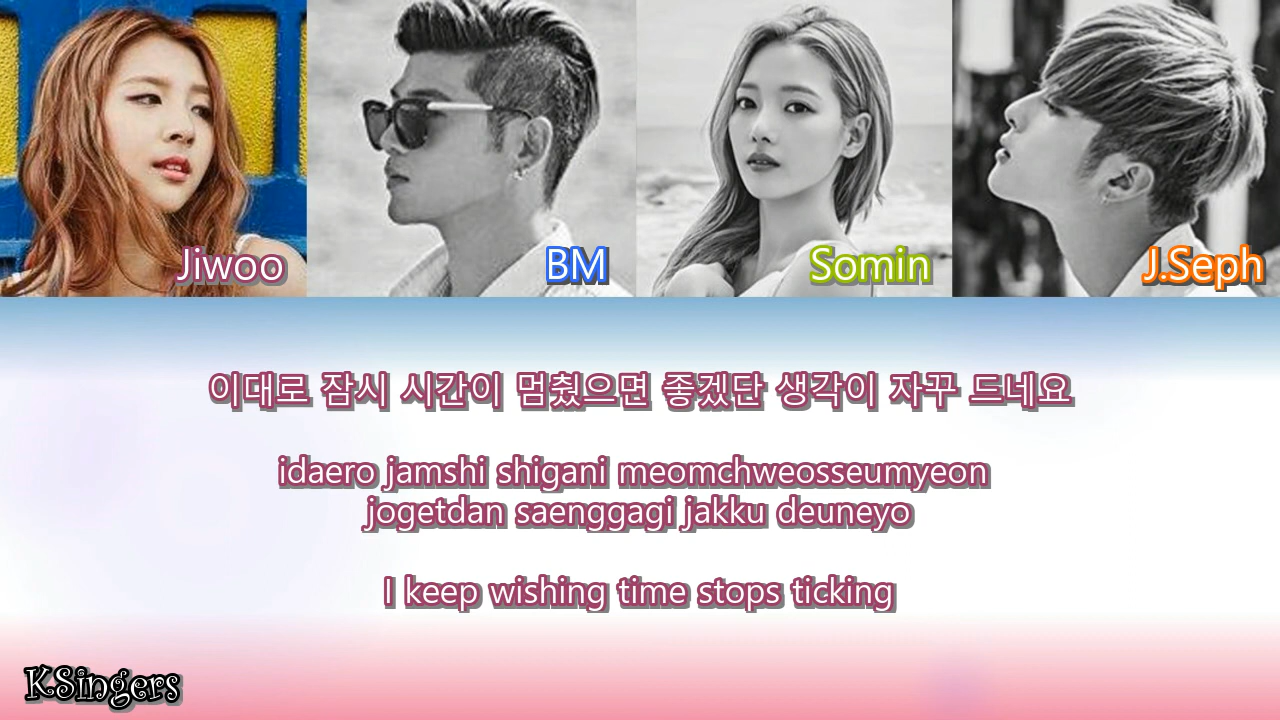 Jiwoo
BM
Somin
J.Seph
이대로 잠시 시간이 멈췄으면 좋겠단 생각이 자꾸 드네요
idaero jamshi shigani meomchweosseumyeon
jogetdan saenggagi jakku deuneyo
I keep wishing time stops ticking
KSingers